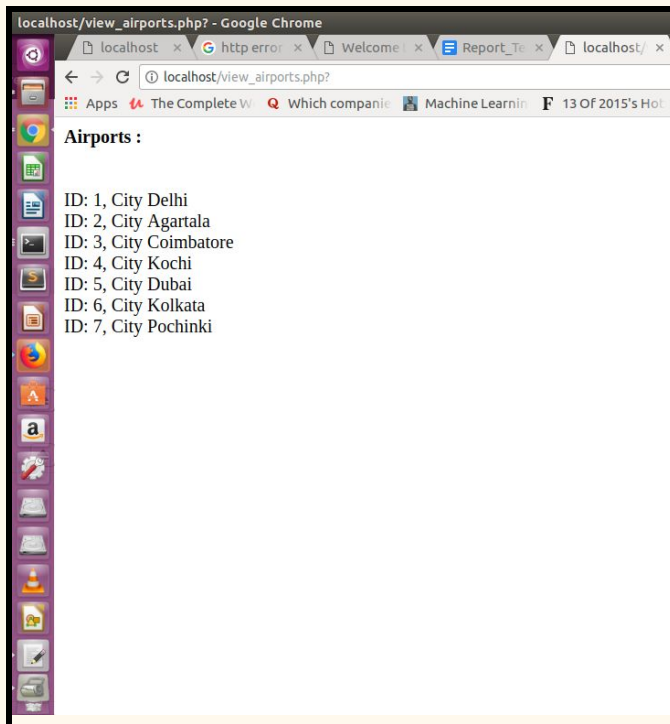 localhost/view_airports.php? - Google Chrome
localhost × G http error × Welcome × Report_Te × localhost/ ×
localhost/view_airports.php?
Apps The Complete W Q Which companie Machine Learnin F 13 Of 2015's Hot
Airports :
ID: 1, City Delhi
ID: 2, City Agartala
ID: 3, City Coimbatore
ID: 4, City Kochi
ID: 5, City Dubai
ID: 6, City Kolkata
ID: 7, City Pochinki